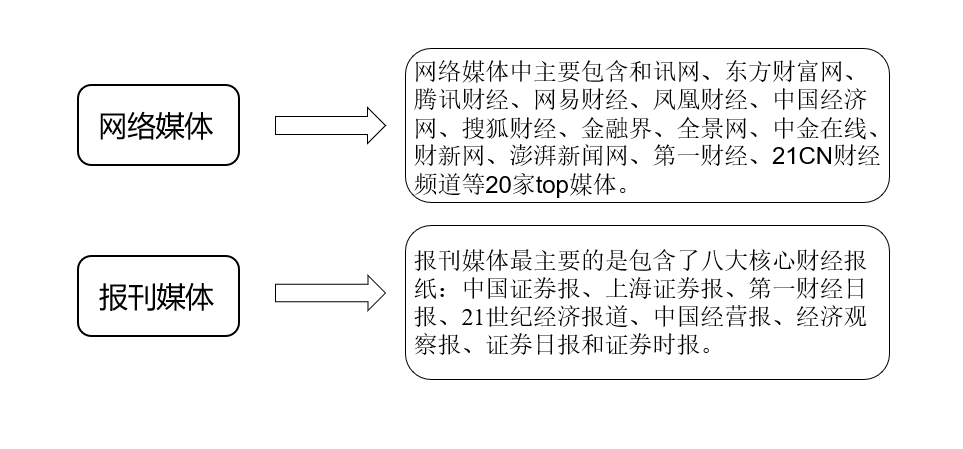 网络媒体
网络媒体中主要包含和讯网、东方财富网、
腾讯财经、网易财经、凤凰财经、中国经济
网、搜狐财经、金融界、全景网、中金在线、
财新网、澎湃新闻网、第一财经、21CN财经
频道等20家top媒体。
报刊媒体
报刊媒体最主要的是包含了八大核心财经报
纸：中国证券报、上海证券报、第一财经日
报、21世纪经济报道、中国经营报、经济观
察报、证券日报和证券时报。